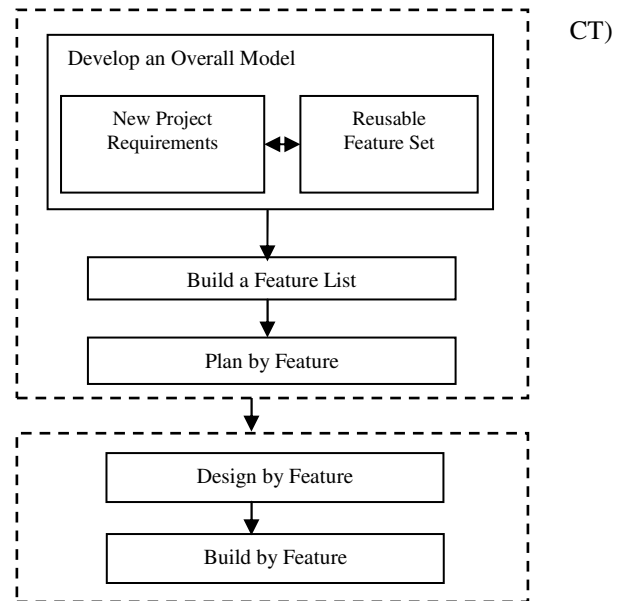 CT)
Develop an Overall Model
New Project
Requirements
Reusable
Feature Set
Build a Feature List
Plan by Feature
Design by Feature
Build by Feature